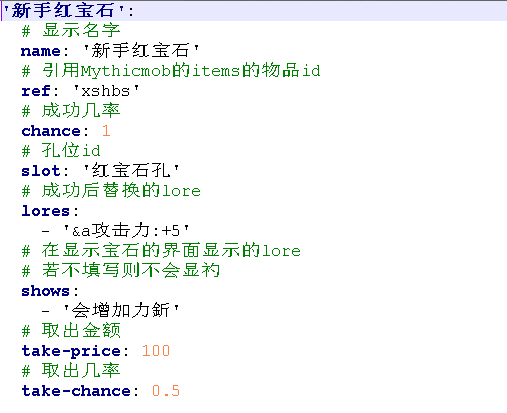 '新手红宝石':
# 显示名字
name: '新手红宝石'
# 引用Mythicmob的items的物品id
ref: 'xshbs'
# 成功几率
chance: 1
# 孔位id
slot: '红宝石孔'
# 成功后替换的lore
lores:
- '&a攻击力:+5'
# 在显示宝石的界面显示的lore
# 若不填写则不会显礿
shows:
- '会增加力釿'
# 取出金额
take-price: 100
# 取出几率
take-chance: 0.5